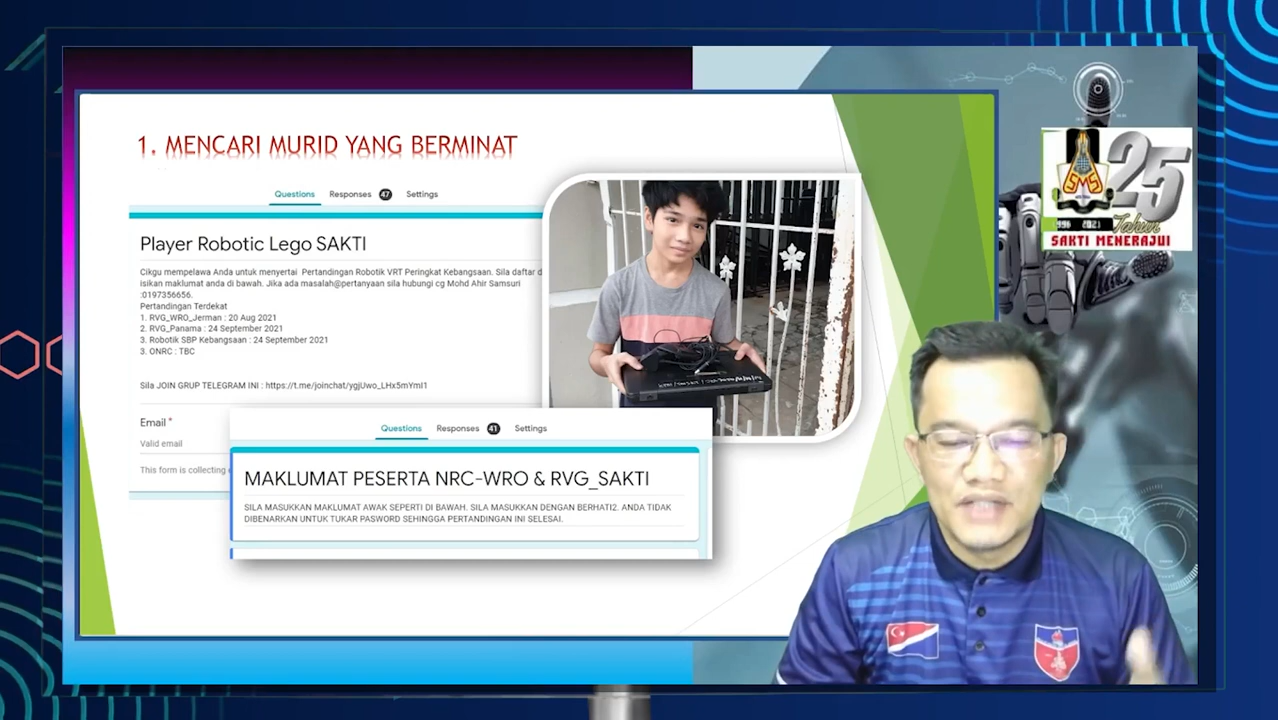 1. MENCARI MURID YANG BERMINAT
Questions Responses 47 Settings
Player Robotic Lego SAKTI
Cikgu mempelawa Anda untuk menyertai Pertandingan Robotik VRT Peringkat Kebangsaan. Sila daftar d
isikan maklumat anda di bawah. Jika ada masalah@pertanyaan sila hubungi cg Mohd Ahir Samsuri
:0197356656.
Pertandingan Terdekat
1. RVG_WRO_Jerman : 20 Aug 2021
2. RVG_Panama : 24 September 2021
3. Robotik SBP Kebangsaan : 24 September 2021
3. ONRC : TBC
Sila JOIN GRUP TELEGRAM INI : https://t.me/joinchat/ygjUwo_LHx5mYmI1
Email *
Valid email
This form is collecting
Questions Responses 41 Settings
MAKLUMAT PESERTA NRC-WRO & RVG_SAKTI
SILA MASUKKAN MAKLUMAT AWAK SEPERTI DI BAWAH. SILA MASUKKAN DENGAN BERHATI2. ANDA TIDAK
DIBENARKAN UNTUK TUKAR PASWORD SEHINGGA PERTANDINGAN INI SELESAI.
SMS
25
Tahun
1996 2021
SAKTI MENERAJUI